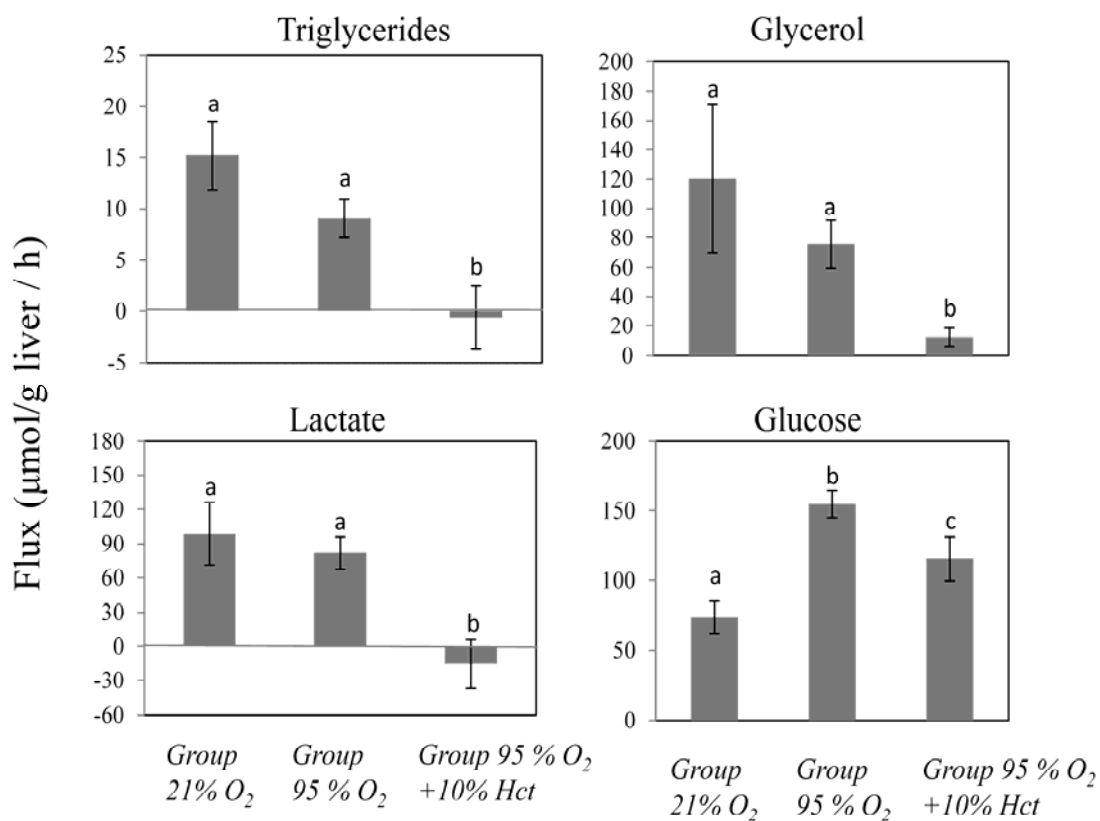 Flux (µmol/g liver / h)
Triglycerides
25
20
15
10
5
0
-5
a
a
b
Glycerol
200
180
160
140
120
100
80
60
40
20
0
a
a
b
Lactate
180
150
120
90
60
30
0
-30
-60
a
a
b
Group 21% O₂
Group 95 % O₂
Group 95 % O₂ +10% Hct
Glucose
200
150
100
50
0
a
b
c
Group 21% O₂
Group 95 % O₂
Group 95 % O₂ +10% Hct